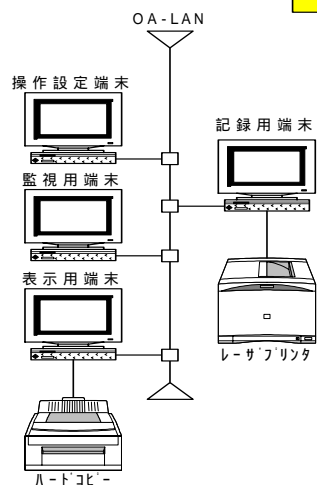 OA-LAN
操作設定端末
記録用端末
監視用端末
表示用端末
レーザプリンタ
ハードコピー